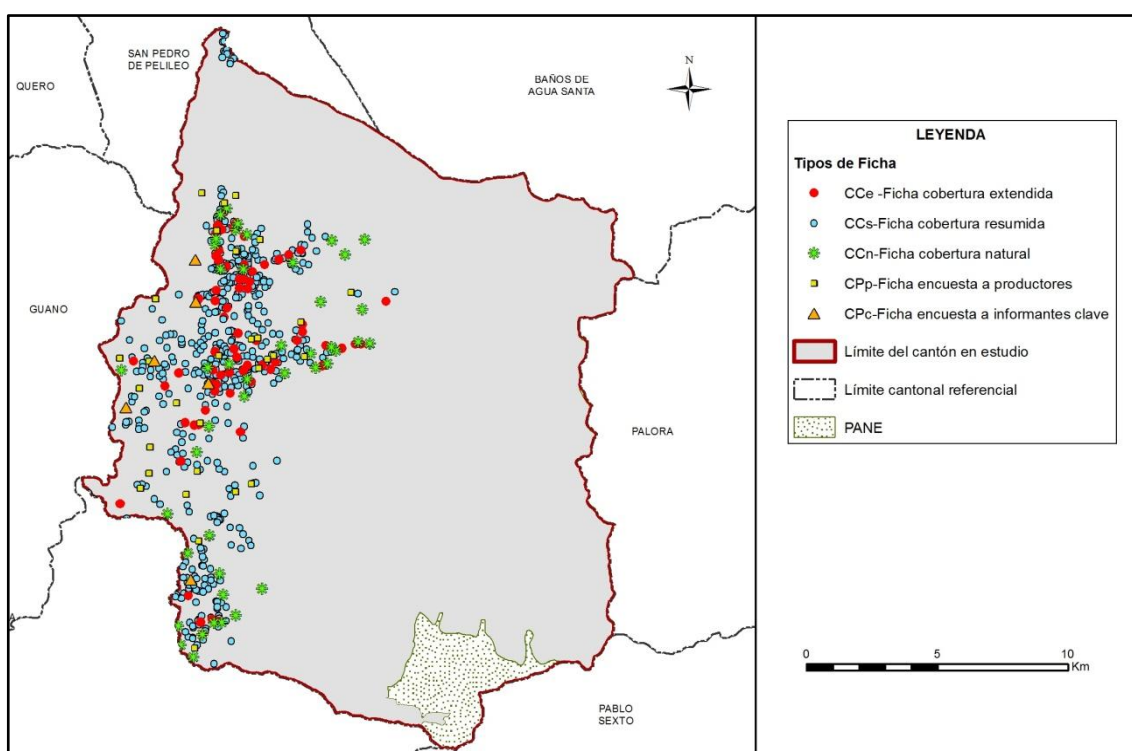 SAN PEDRO
DE PELILEO
QUERO
BAÑOS DE
AGUA SANTA
N
GUANO
PALORA
PABLO
SEXTO
LEYENDA
Tipos de Ficha
CCe -Ficha cobertura extendida
CCs-Ficha cobertura resumida
CCn-Ficha cobertura natural
CPp-Ficha encuesta a productores
CPc-Ficha encuesta a informantes clave
Límite del cantón en estudio
Límite cantonal referencial
PANE
0 5 10
Km